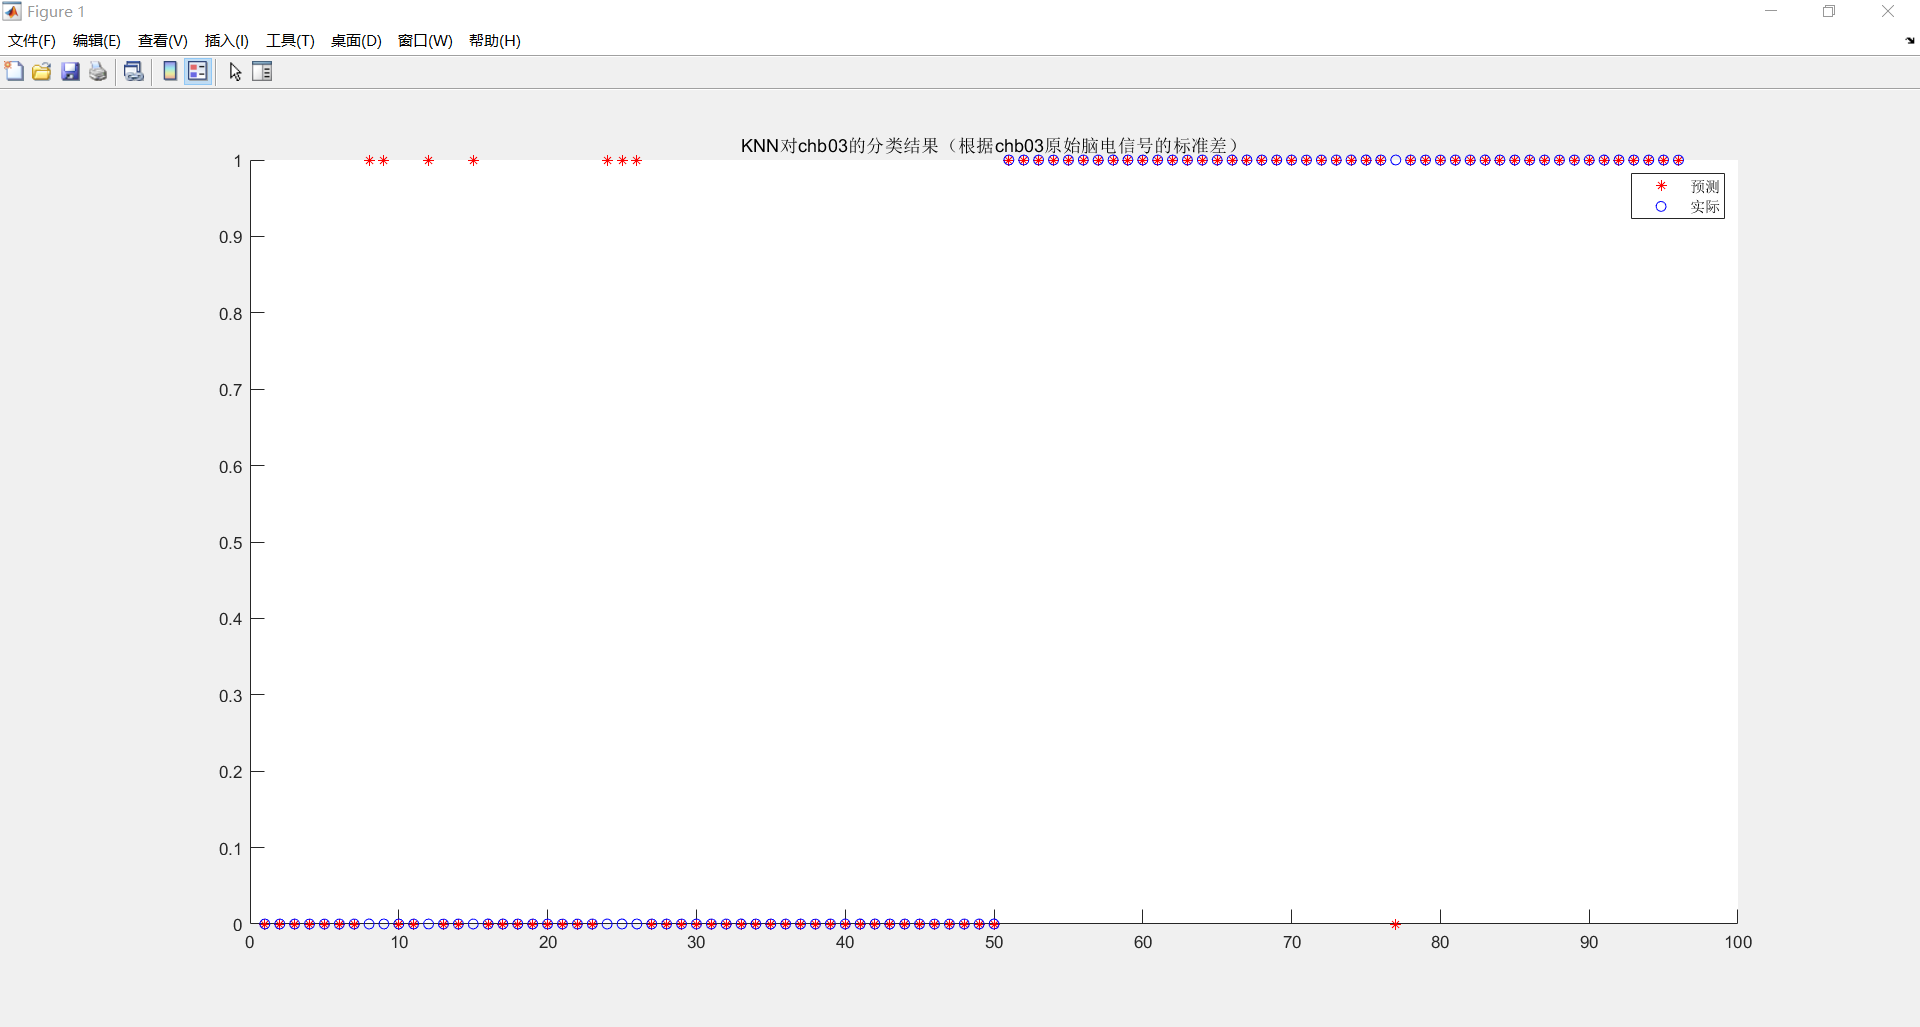 Figure 1
文件(F) 编辑(E) 查看(V) 插入(I) 工具(T) 桌面(D) 窗口(W) 帮助(H)
KNN对chb03的分类结果（根据chb03原始脑电信号的标准差）
预测
实际
1
0.9
0.8
0.7
0.6
0.5
0.4
0.3
0.2
0.1
0
0 10 20 30 40 50 60 70 80 90 100